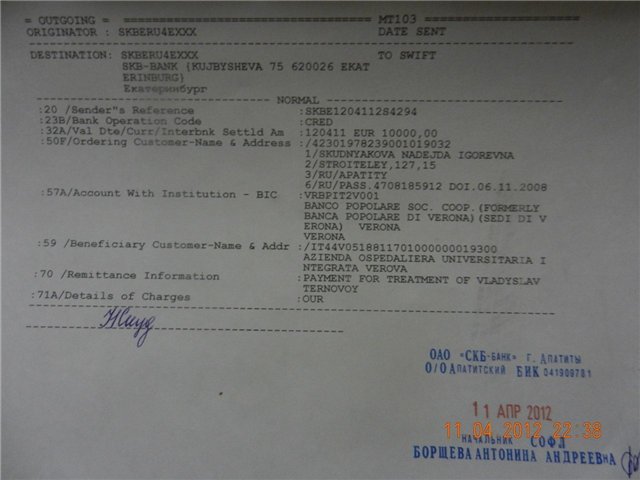 = OUTGOING = ======================== MT103 ====================
ORIGINATOR : SKBERU4EXXX DATE SENT
DESTINATION: SKBERU4EXXX TO SWIFT
SKB-BANK (KUJBYSHEVA 75 620026 EKAT
ERINBURG)
Екатеринбург
NORMAL
:20 /Sender"s Reference :SKBE120411284294
:23B/Bank Operation Code :CRED
:32A/Val Dte/Curr/Interbnk Settld Am :120411 EUR 10000,00
:50F/Ordering Customer-Name & Address :/42301978239001019032
1/SKUDNYAKOVA NADEJDA IGOREVNA
2/STROITELEY,127,15
3/RU/APATITY
6/RU/PASS.4708185912 DOI.06.11.2008
:57A/Account With Institution - BIC :VRBPIT2V001
BANCO POPOLARE SOC. COOP.(FORMERLY
BANCA POPOLARE DI VERONA)(SEDI DI V
ERONA) VERONA
VERONA
:59 /Beneficiary Customer-Name & Addr :/IT44V0518811701000000019300
AZIENDA OSPEDALIERA UNIVERSITARIA I
NTEGRATA VEROVA
:70 /Remittance Information :PAYMENT FOR TREATMENT OF VLADYSLAV
TERNOVOY
:71A/Details of Charges :OUR
ОАО «СКБ-БАНК» Г. АПАТИТЫ
О/О АПАТИТСКИЙ БИК 041909781
11 АПР 2012
11.04.2012 22:38
НАЧАЛЬНИК СОФЛ
БОРЩЕВА АНТОНИНА АНДРЕЕВНА